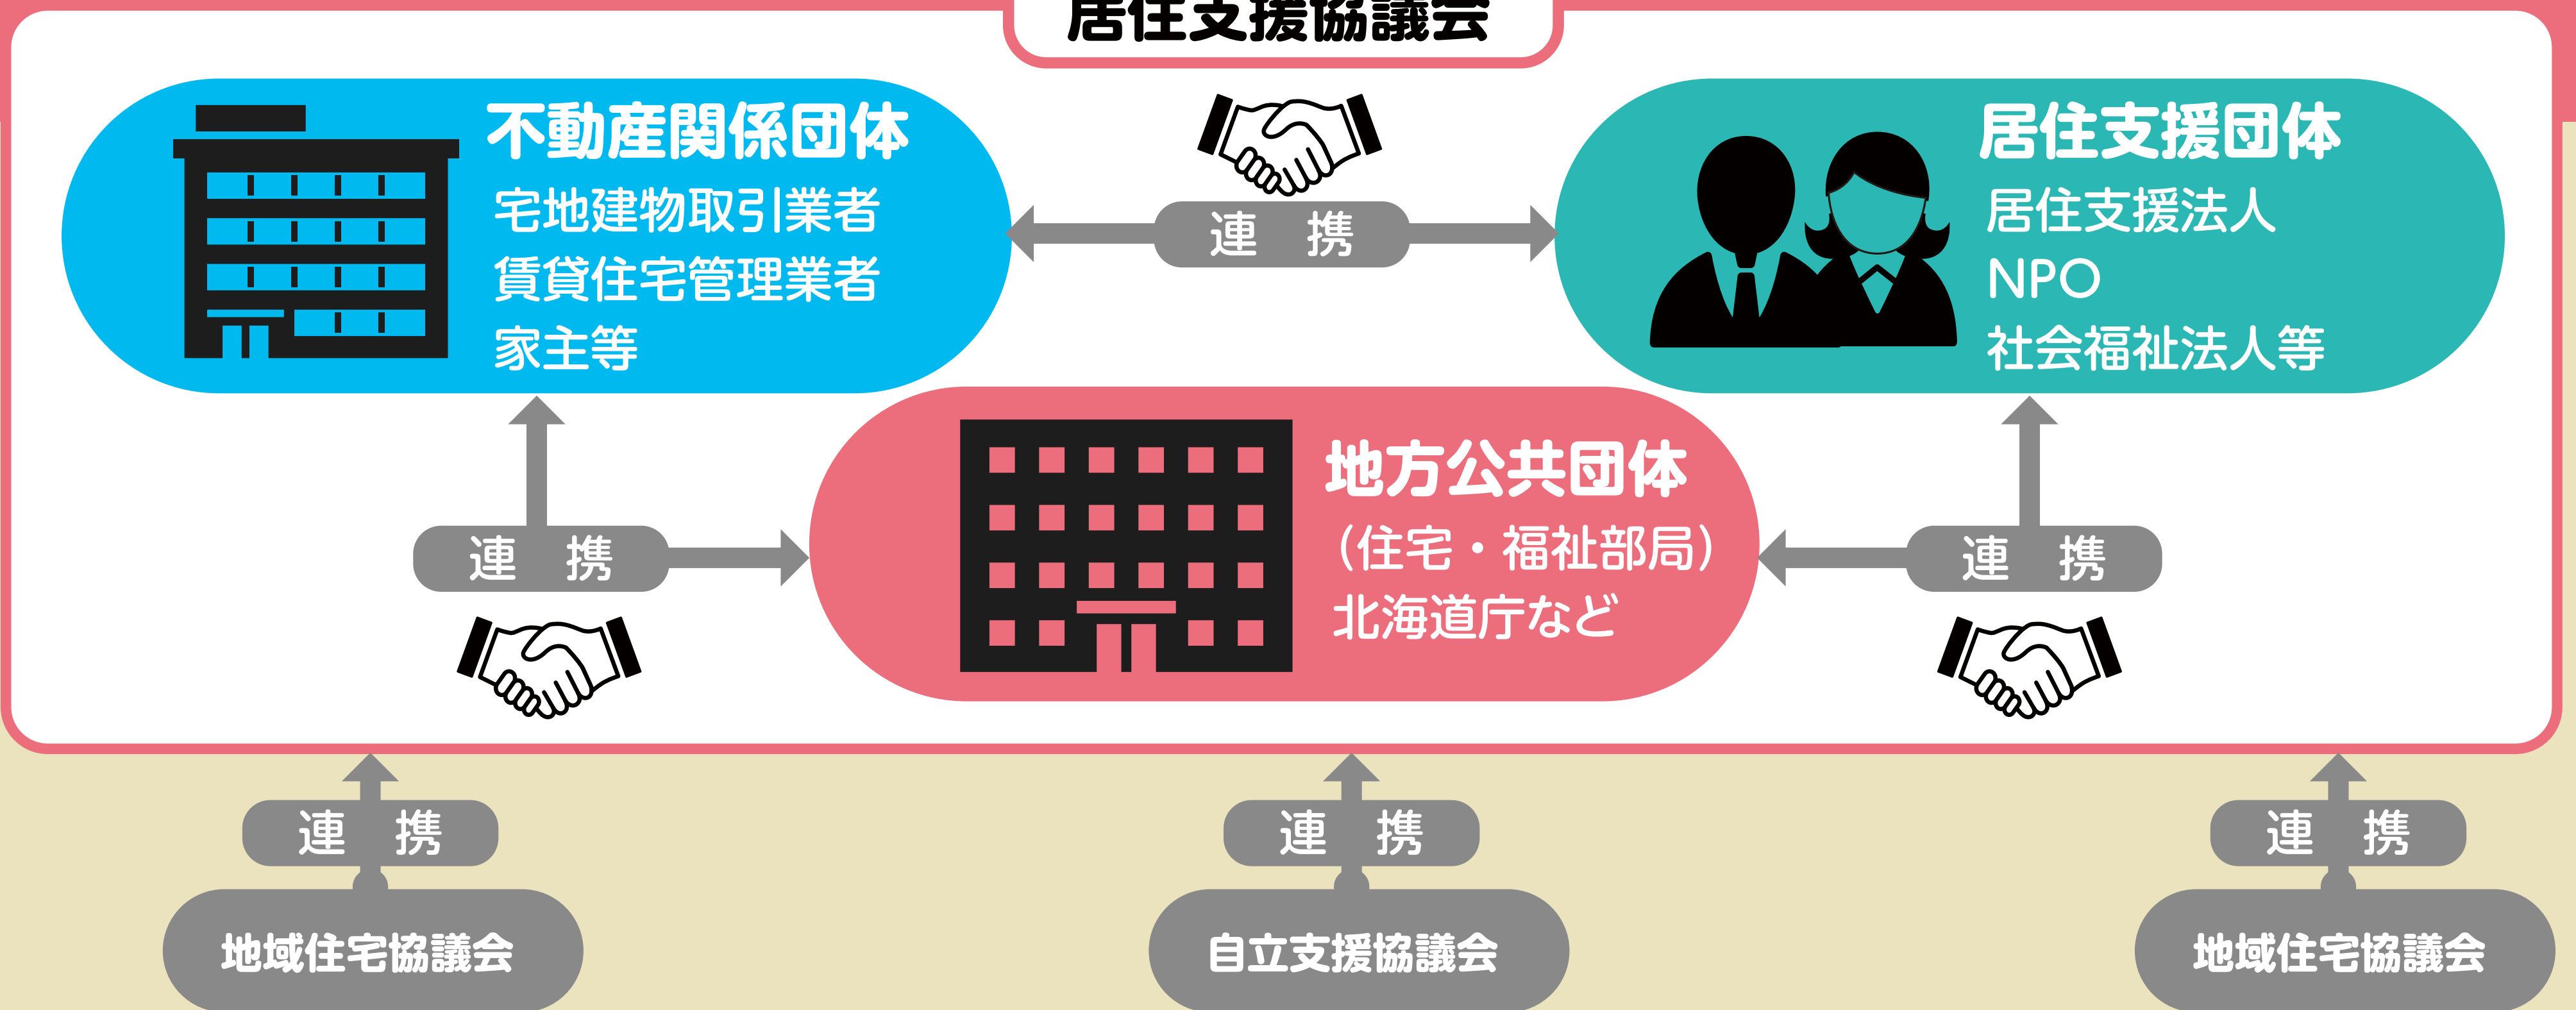 居住支援協議会
不動産関係団体
宅地建物取引業者
賃貸住宅管理業者
家主等
連　携
居住支援団体
居住支援法人
NPO
社会福祉法人等
連　携
地方公共団体
（住宅・福祉部局）
北海道庁など
連　携
連　携
連　携
連　携
地域住宅協議会
自立支援協議会
地域住宅協議会